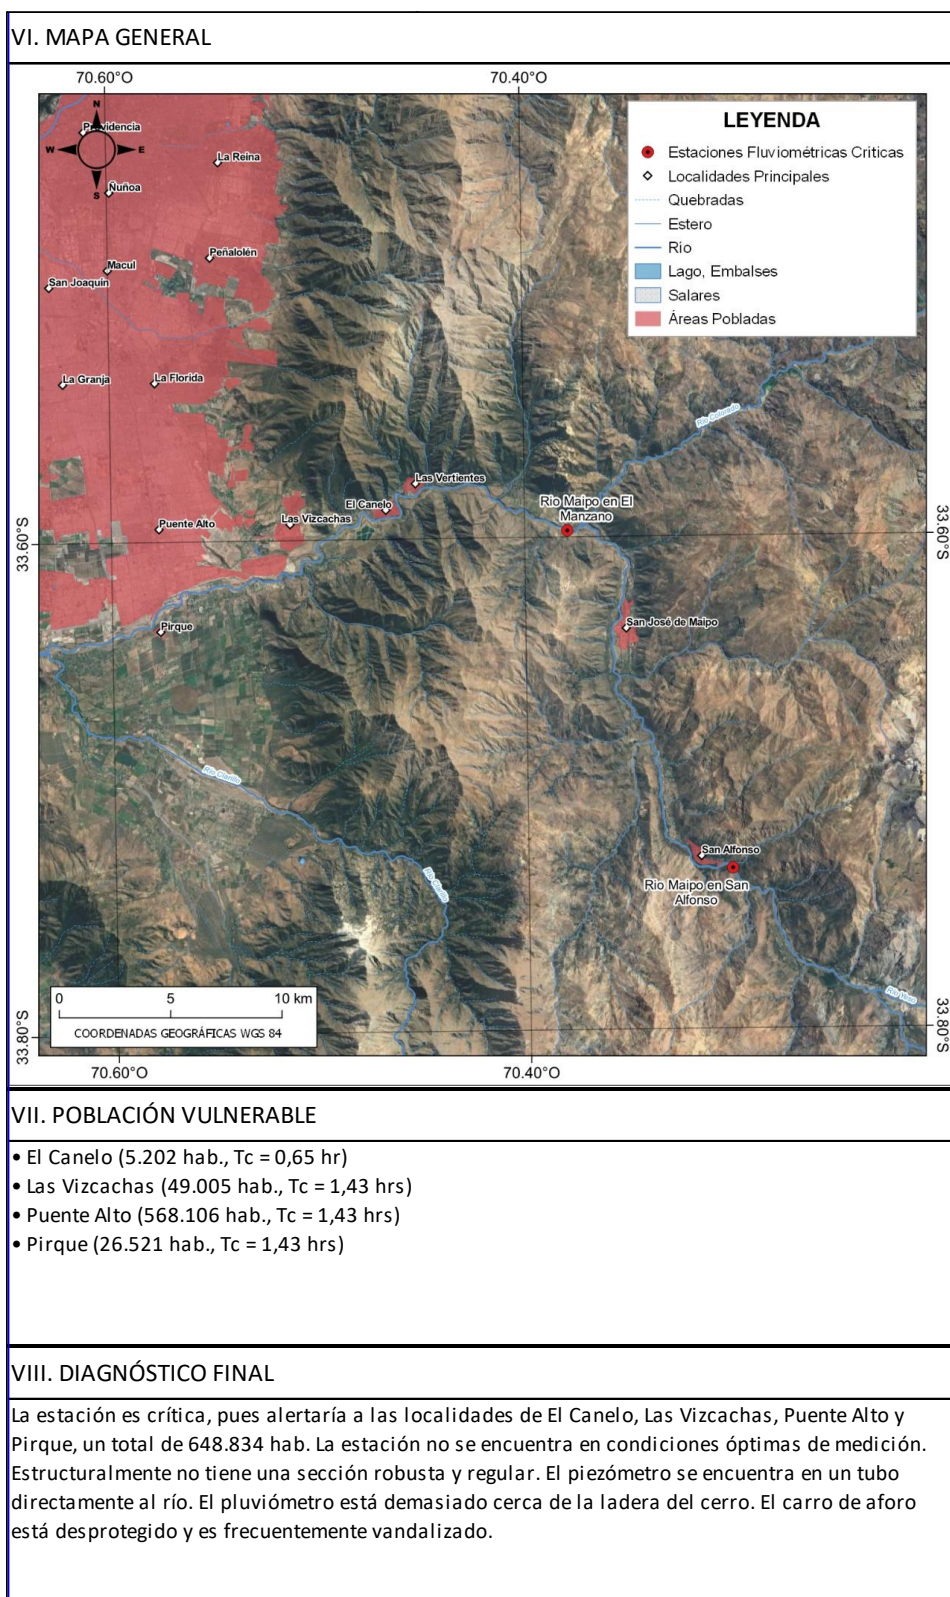 VI. MAPA GENERAL
70.60°O
70.40°O
N
W
E
S
Providencia
La Reina
Ñuñoa
Peñalolén
Macul
San Joaquín
La Granja
La Florida
LEYENDA
Estaciones Fluviométricas Criticas
Localidades Principales
Quebradas
Estero
Rio
Lago, Embalses
Salares
Áreas Pobladas
Río Colorado
Las Vertientes
El Canelo
Las Vizcachas
Puente Alto
Rio Maipo en El
Manzano
33.60°S
33.60°S
San José de Maipo
Pirque
Río Clarillo
San Alfonso
Rio Maipo en San
Alfonso
Río Clarillo
Río Yeso
0
5
10 km
COORDENADAS GEOGRÁFICAS WGS 84
33.80°S
33.80°S
70.60°O
70.40°O
VII. POBLACIÓN VULNERABLE
• El Canelo (5.202 hab., Tc = 0,65 hr)
• Las Vizcachas (49.005 hab., Tc = 1,43 hrs)
• Puente Alto (568.106 hab., Tc = 1,43 hrs)
• Pirque (26.521 hab., Tc = 1,43 hrs)
VIII. DIAGNÓSTICO FINAL
La estación es crítica, pues alertaría a las localidades de El Canelo, Las Vizcachas, Puente Alto y
Pirque, un total de 648.834 hab. La estación no se encuentra en condiciones óptimas de medición.
Estructuralmente no tiene una sección robusta y regular. El piezómetro se encuentra en un tubo
directamente al río. El pluviómetro está demasiado cerca de la ladera del cerro. El carro de aforo
está desprotegido y es frecuentemente vandalizado.